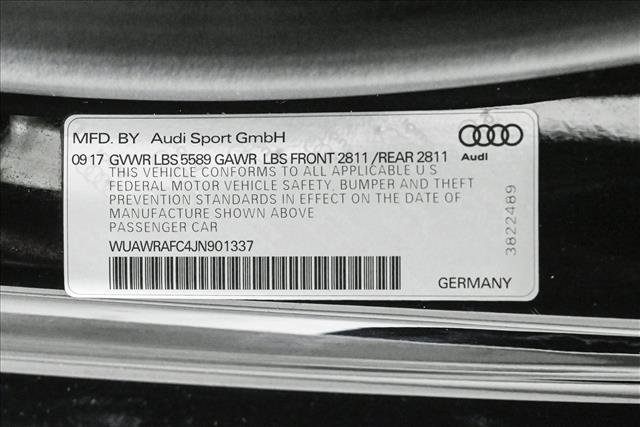 MFD. BY Audi Sport GmbH
Audi
09 17 GVWR LBS 5589 GAWR LBS FRONT 2811 /REAR 2811
THIS VEHICLE CONFORMS TO ALL APPLICABLE U S
FEDERAL MOTOR VEHICLE SAFETY, BUMPER AND THEFT
PREVENTION STANDARDS IN EFFECT ON THE DATE OF
MANUFACTURE SHOWN ABOVE
PASSENGER CAR
WUAWRAFC4JN901337
GERMANY
3822489